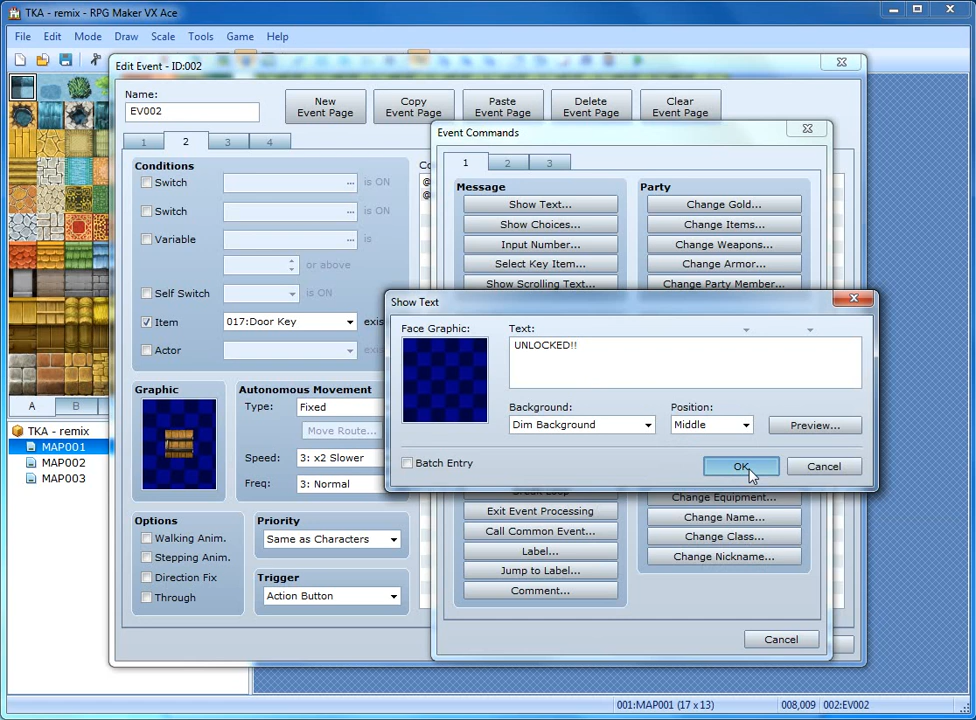 TKA - remix - RPG Maker VX Ace
File Edit Mode Draw Scale Tools Game Help
Edit Event - ID:002
Name:
EV002
New Event Page
Copy Event Page
Paste Event Page
Delete Event Page
Clear Event Page
1 2 3 4
Conditions
Switch ... is ON
Switch ... is ON
Variable ... is
or above
Self Switch is ON
Item 017:Door Key exis
Actor exis
Graphic
Autonomous Movement
Type: Fixed
Move Route...
Speed: 3: x2 Slower
Freq: 3: Normal
Options
Walking Anim.
Stepping Anim.
Direction Fix
Through
Priority
Same as Characters
Trigger
Action Button
Co
@
@
Event Commands
1 2 3
Message
Show Text...
Show Choices...
Input Number...
Select Key Item...
Show Scrolling Text...
Party
Change Gold...
Change Items...
Change Weapons...
Change Armor...
Change Party Member...
Show Text
Face Graphic:
Text:
UNLOCKED!!
Background:
Dim Background
Position:
Middle
Preview...
Batch Entry
OK
Cancel
Break Loop
Exit Event Processing
Call Common Event...
Label...
Jump to Label...
Comment...
Change Equipment...
Change Name...
Change Class...
Change Nickname...
Cancel
A B
TKA - remix
MAP001
MAP002
MAP003
001:MAP001 (17 x 13) 008,009 002:EV002